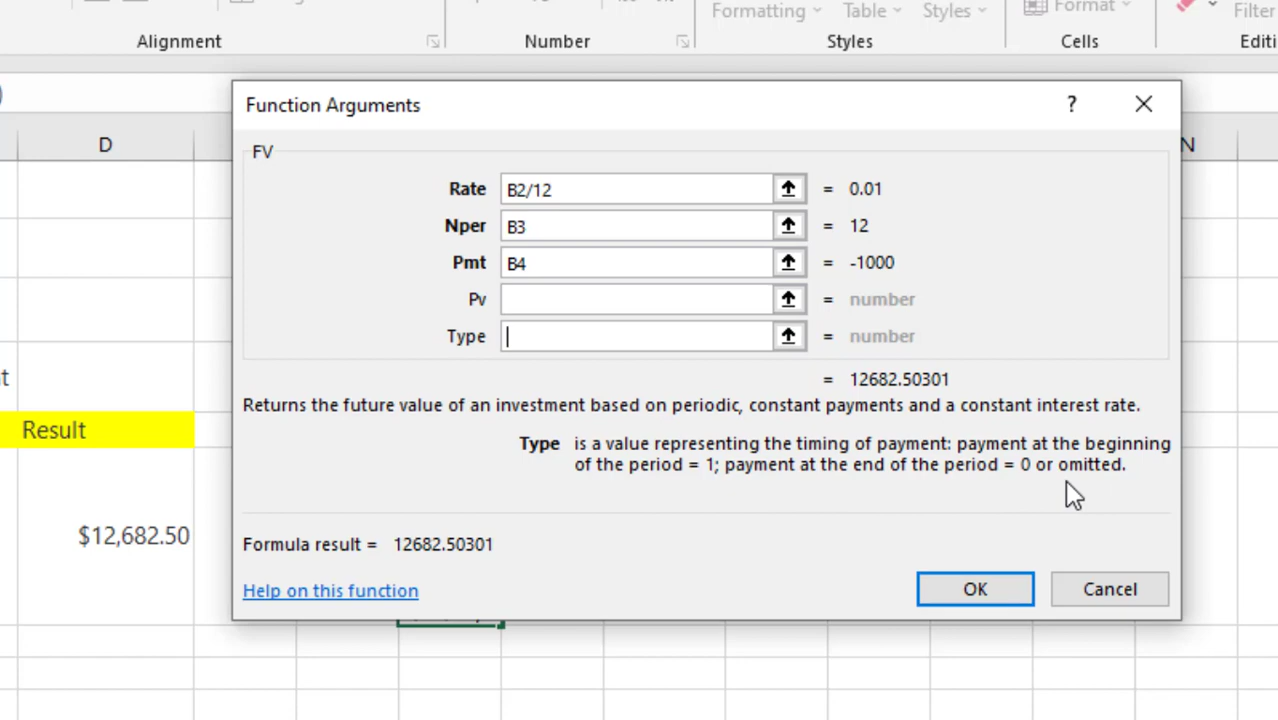 Formatting
Table
Styles
Format
Filter
Alignment
Number
Styles
Cells
Editi
)
Function Arguments
?
D
N
FV
Rate B2/12 = 0.01
Nper B3 = 12
Pmt B4 = -1000
Pv = number
Type = number
t
= 12682.50301
Returns the future value of an investment based on periodic, constant payments and a constant interest rate.
Result
Type is a value representing the timing of payment: payment at the beginning
of the period = 1; payment at the end of the period = 0 or omitted.
$12,682.50
Formula result = 12682.50301
Help on this function
OK
Cancel